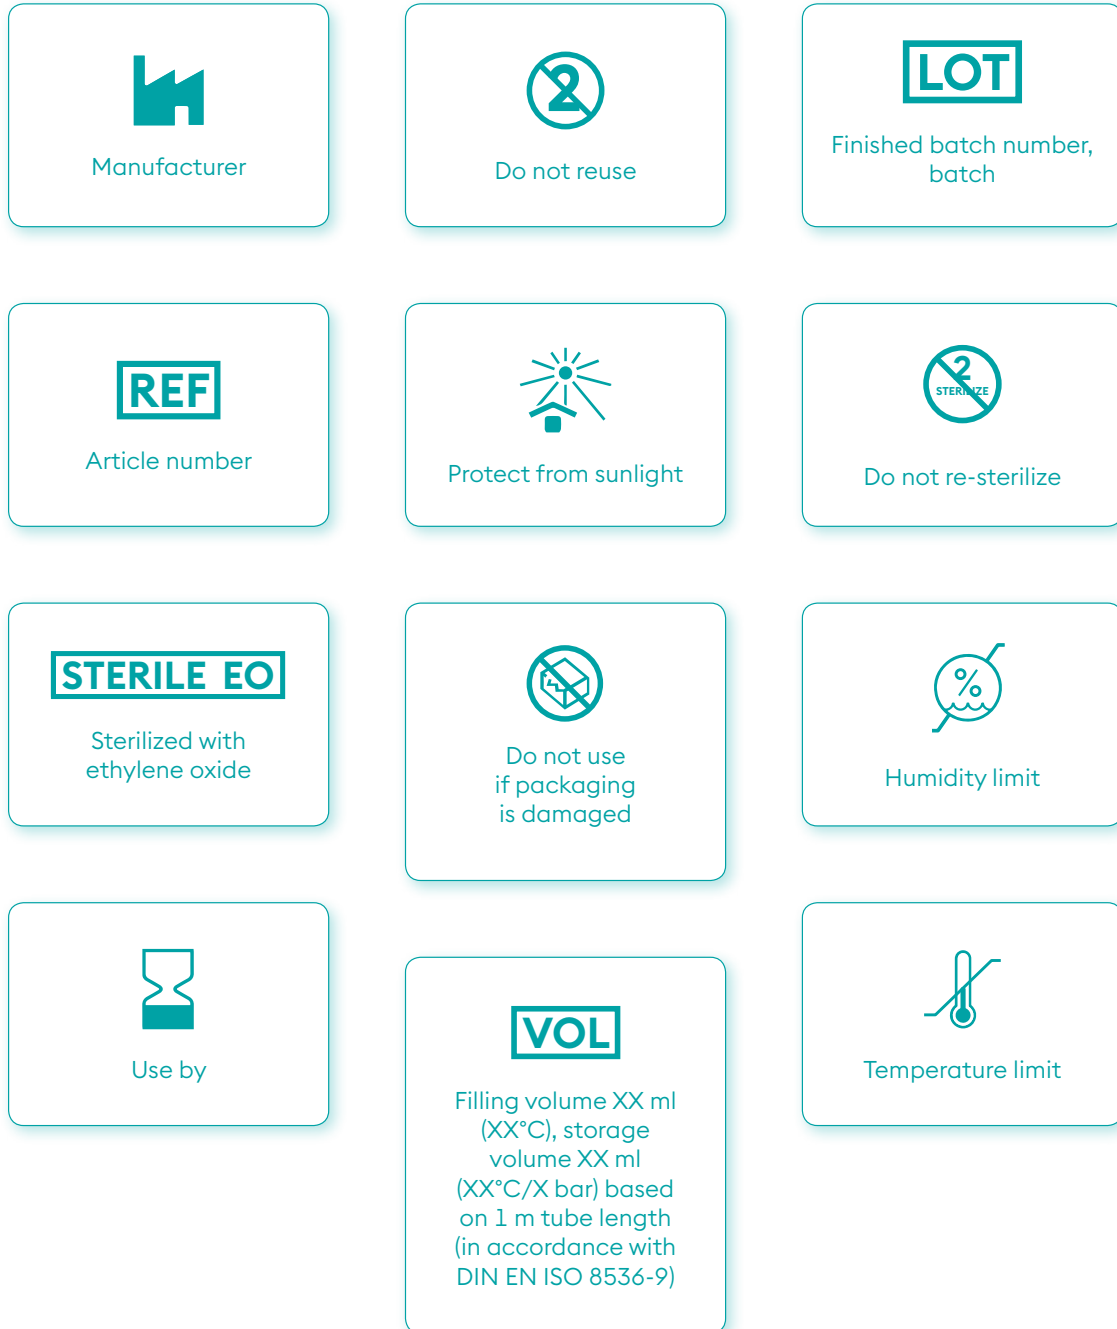 Manufacturer
2
Do not reuse
LOT
Finished batch number,
batch
REF
Article number
Protect from sunlight
2
STERILIZE
Do not re-sterilize
STERILE EO
Sterilized with
ethylene oxide
Do not use
if packaging
is damaged
%
Humidity limit
Use by
VOL
Filling volume XX ml
(XX°C), storage
volume XX ml
(XX°C/X bar) based
on 1 m tube length
(in accordance with
DIN EN ISO 8536-9)
Temperature limit